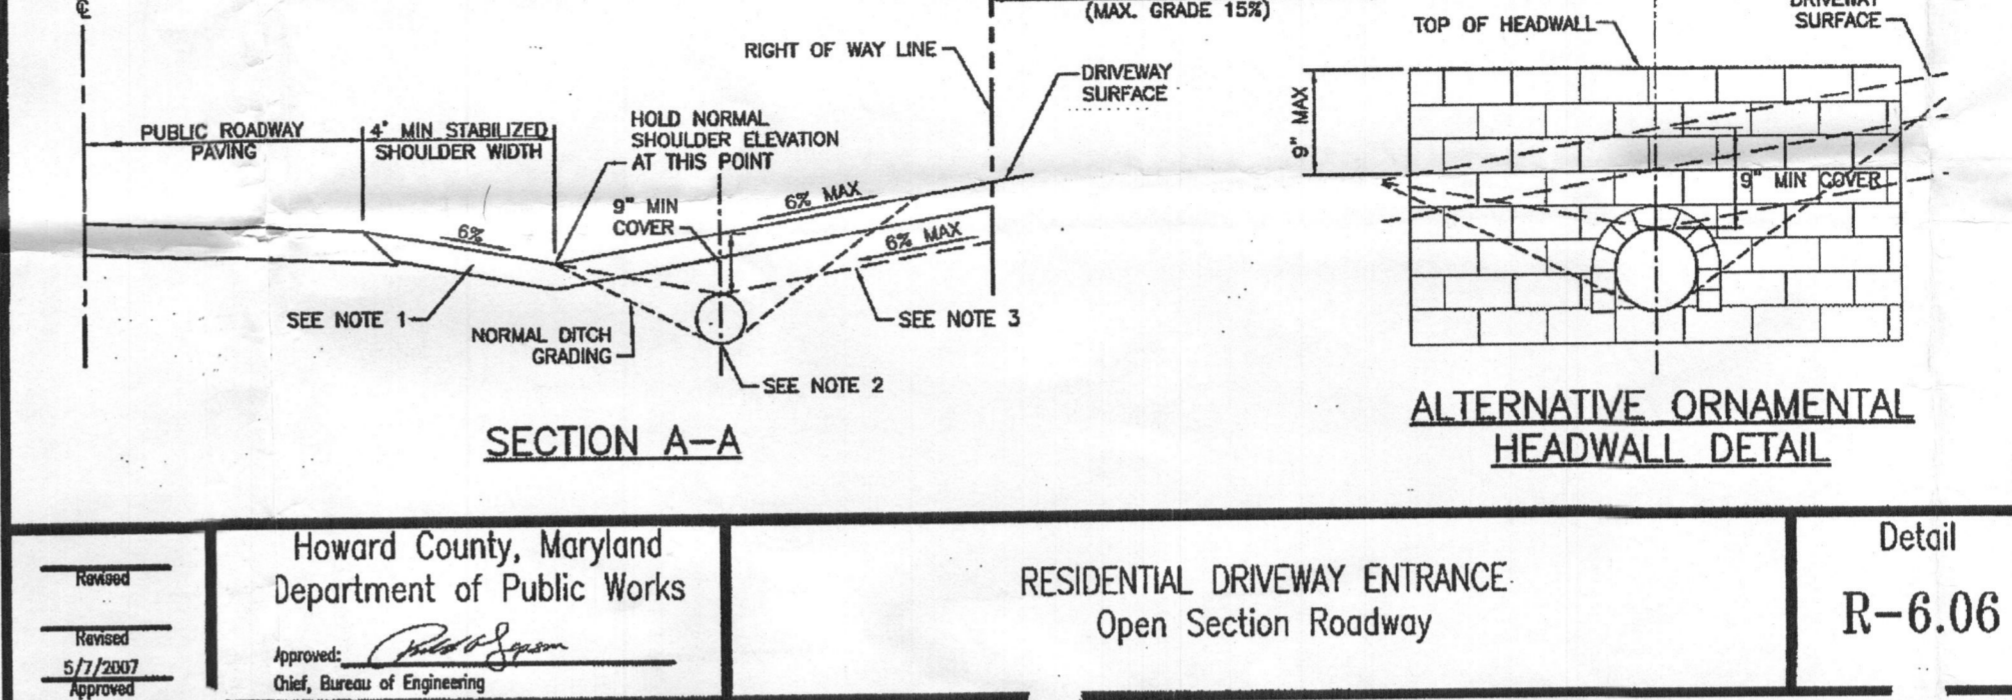 ℄
(MAX. GRADE 15%)
RIGHT OF WAY LINE
DRIVEWAY
SURFACE
PUBLIC ROADWAY
PAVING
4' MIN STABILIZED
SHOULDER WIDTH
HOLD NORMAL
SHOULDER ELEVATION
AT THIS POINT
9" MIN
COVER
6% MAX
6%
6% MAX
SEE NOTE 1
NORMAL DITCH
GRADING
SEE NOTE 3
SEE NOTE 2
SECTION A-A
TOP OF HEADWALL
DRIVEWAY
SURFACE
9" MAX
9" MIN COVER
ALTERNATIVE ORNAMENTAL
HEADWALL DETAIL
Revised
Revised
5/7/2007
Approved
Howard County, Maryland
Department of Public Works
Approved:
Chief, Bureau of Engineering
RESIDENTIAL DRIVEWAY ENTRANCE
Open Section Roadway
Detail
R-6.06